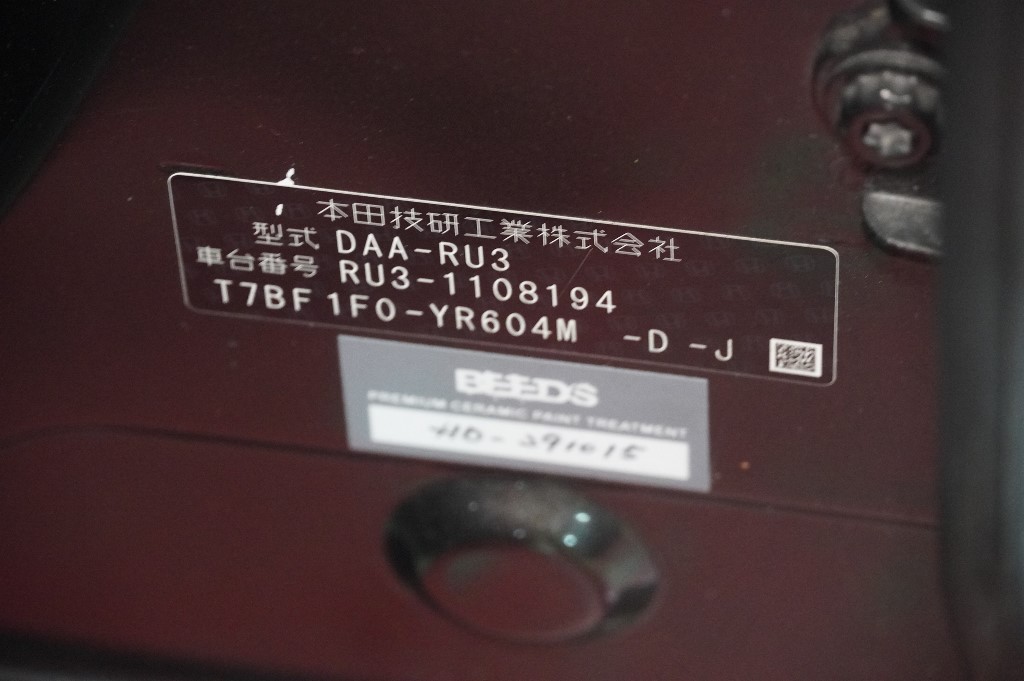 本田技研工業株式会社
型式 DAA-RU3
車台番号 RU3-1108194
T7BF 1F0-YR604M -D -J
BEEDS
PREMIUM CERAMIC PAINT TREATMENT